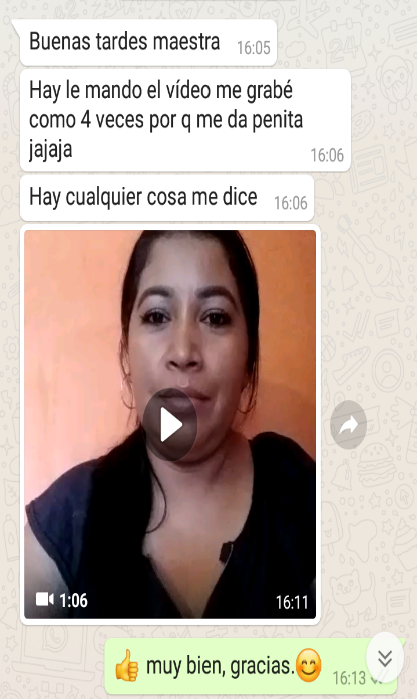 Buenas tardes maestra 16:05
Hay le mando el vídeo me grabé
como 4 veces por q me da penita
jajaja 16:06
Hay cualquier cosa me dice 16:06
1:06 16:11
👍 muy bien, gracias.😊 16:13